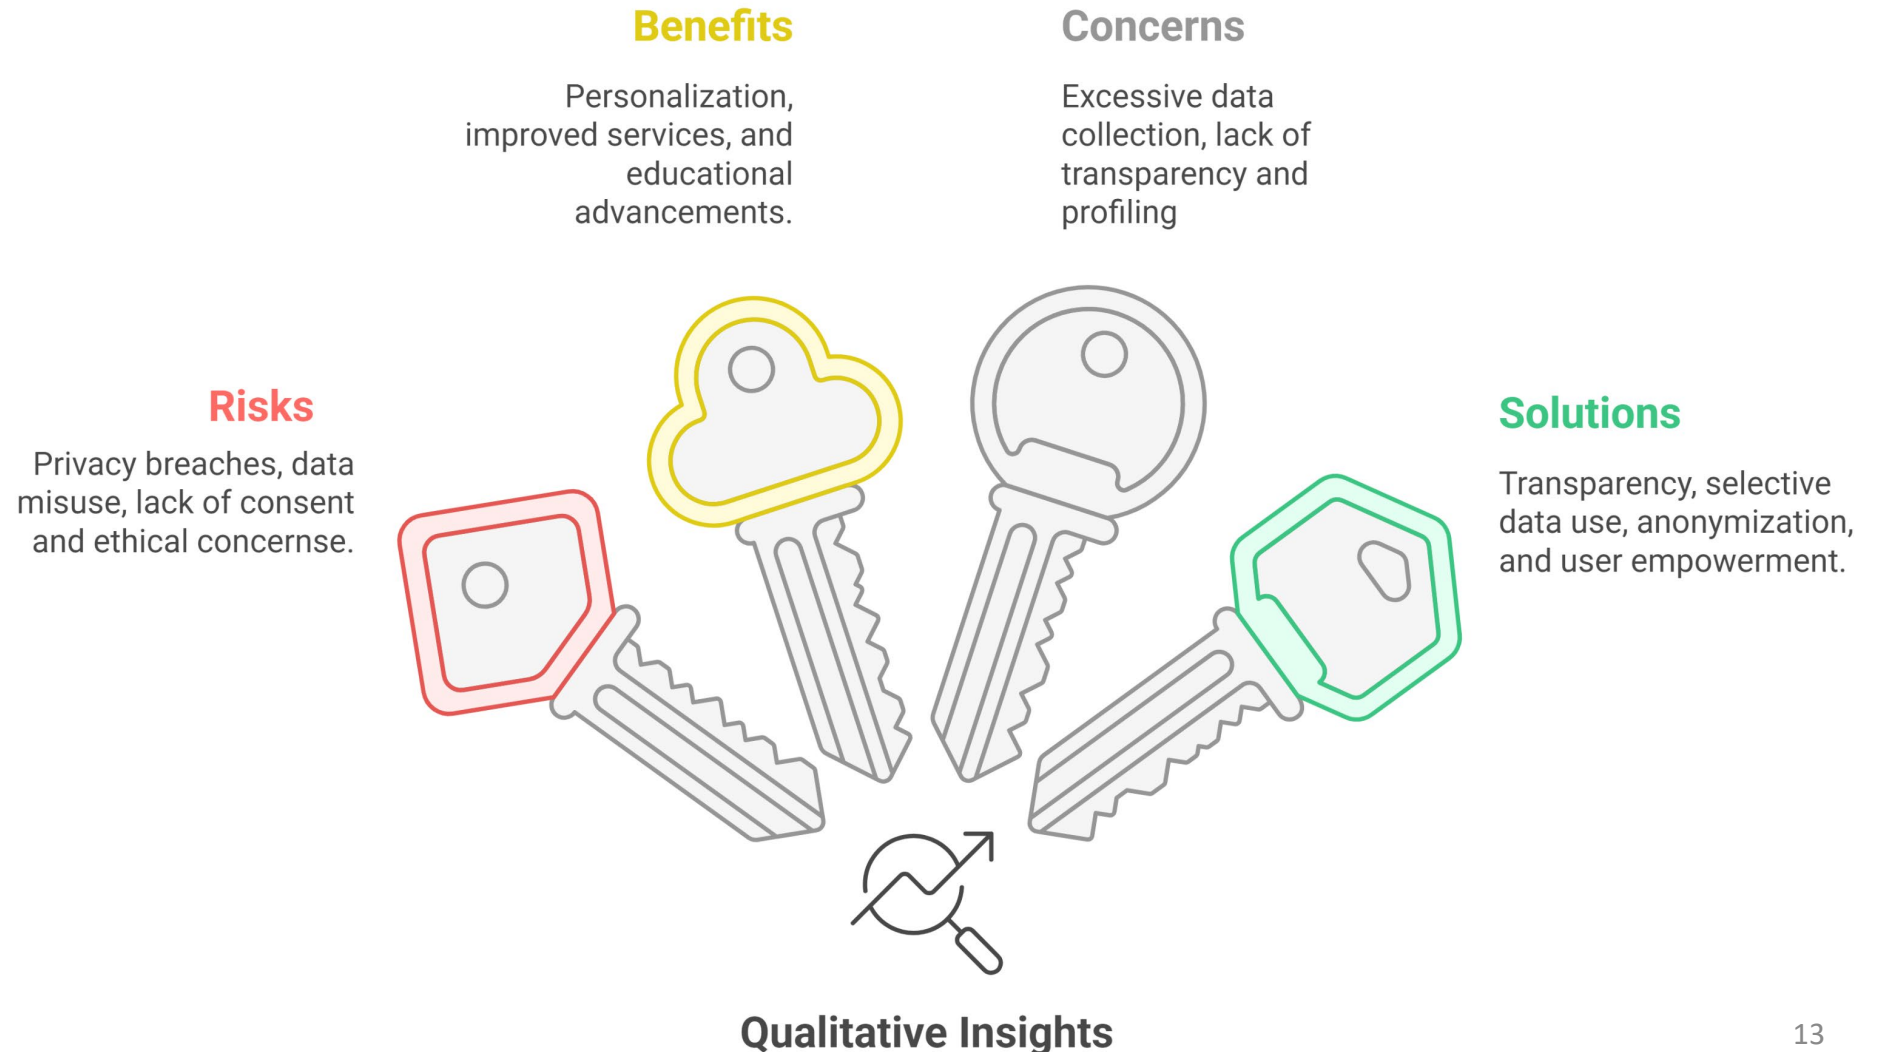 Benefits
Personalization,
improved services, and
educational
advancements.
Concerns
Excessive data
collection, lack of
transparency and
profiling
Risks
Privacy breaches, data
misuse, lack of consent
and ethical concernse.
Solutions
Transparency, selective
data use, anonymization,
and user empowerment.
Qualitative Insights
13